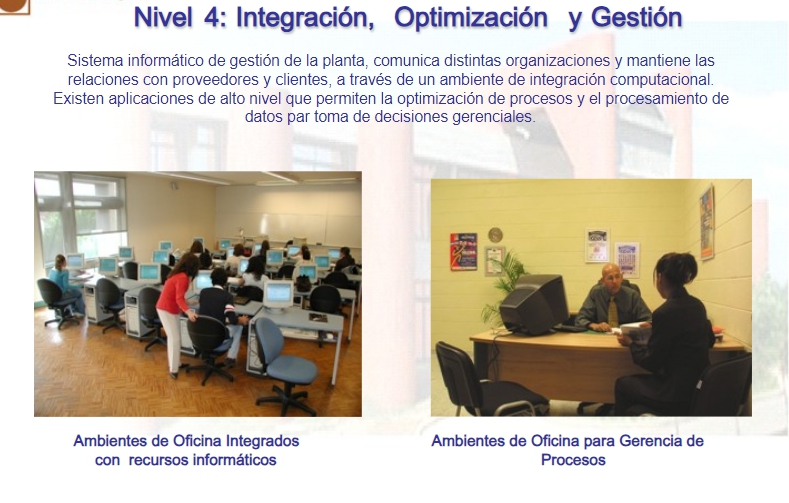 Nivel 4: Integración, Optimización y Gestión
Sistema informático de gestión de la planta, comunica distintas organizaciones y mantiene las
relaciones con proveedores y clientes, a través de un ambiente de integración computacional.
Existen aplicaciones de alto nivel que permiten la optimización de procesos y el procesamiento de
datos par toma de decisiones gerenciales.
Ambientes de Oficina Integrados
con recursos informáticos
Ambientes de Oficina para Gerencia de
Procesos